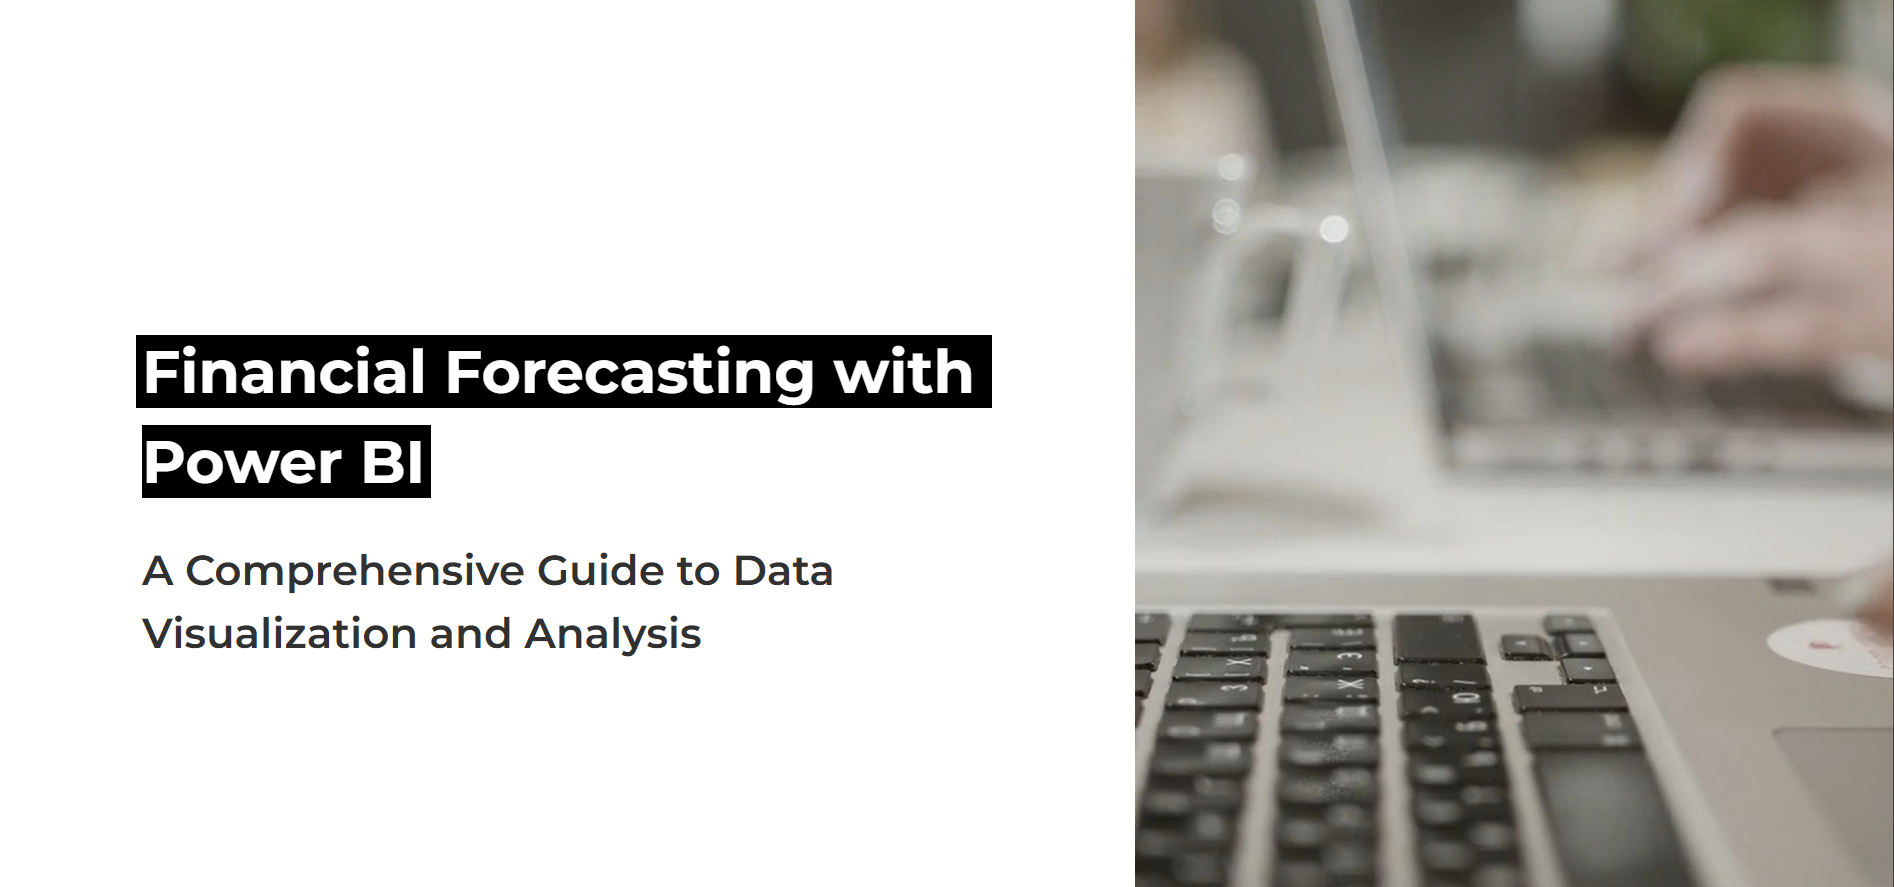 Financial Forecasting with
Power BI
A Comprehensive Guide to Data
Visualization and Analysis